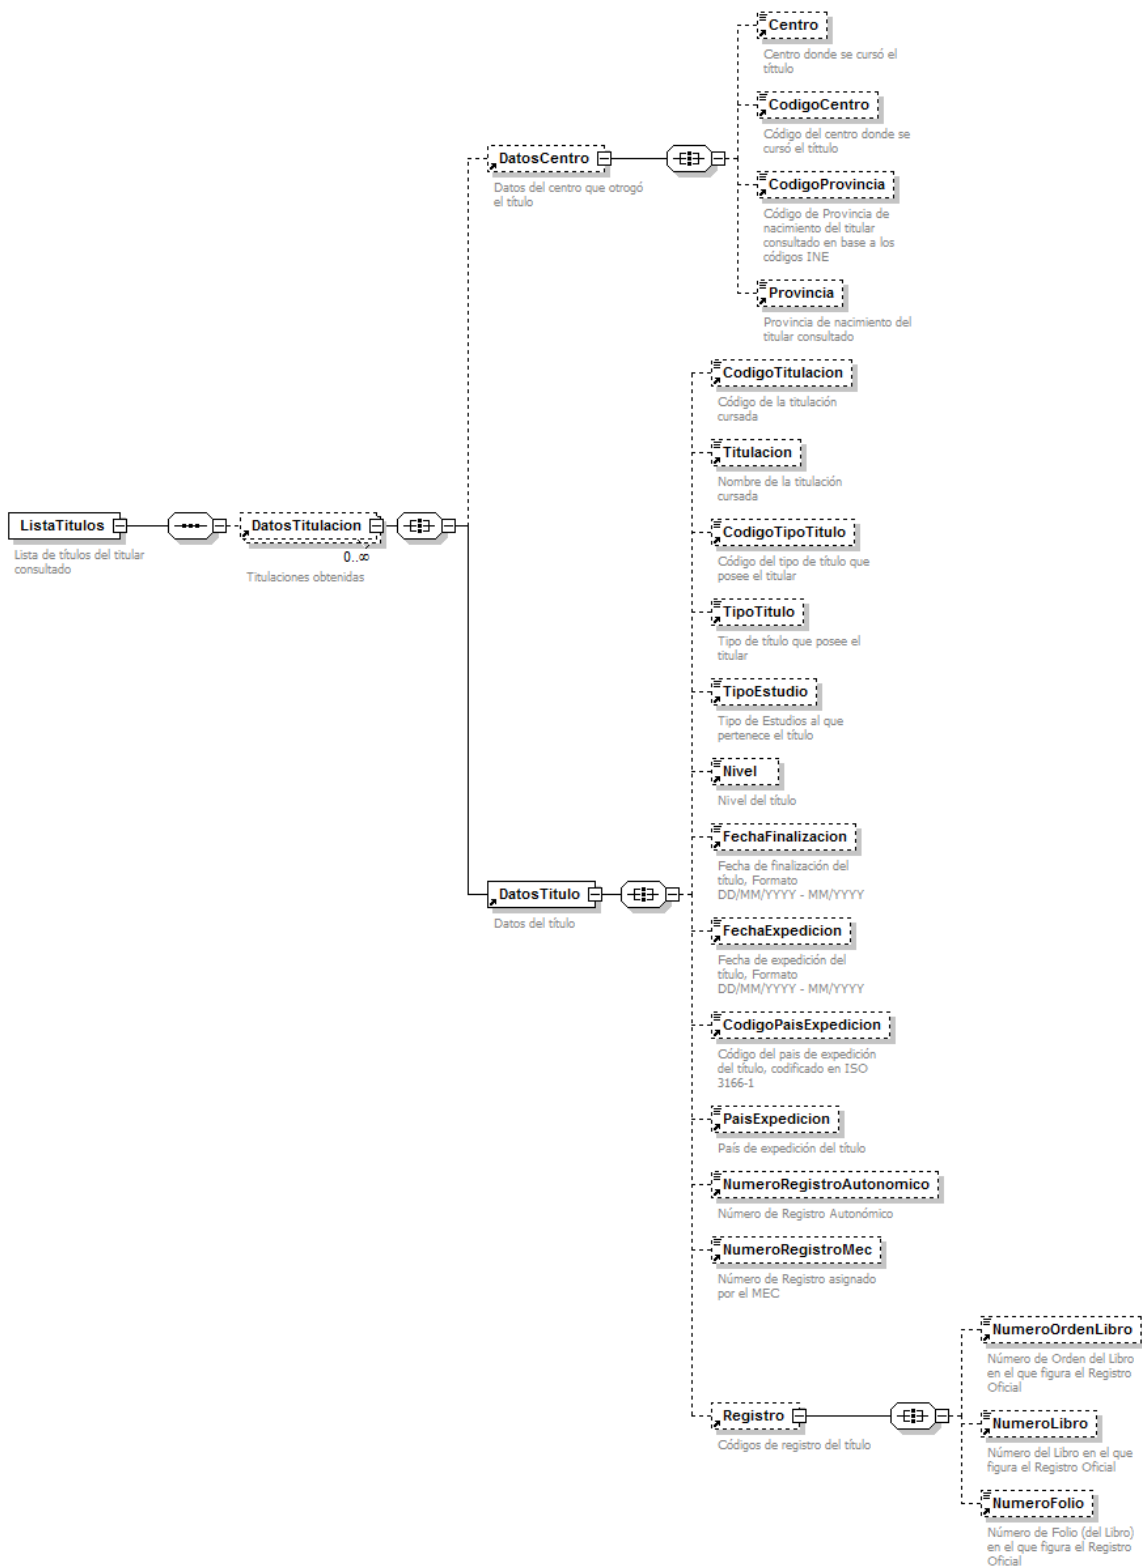 Centro
Centro donde se cursó el
títtulo
CodigoCentro
Código del centro donde se
cursó el títtulo
DatosCentro
Datos del centro que otrogó
el título
CodigoProvincia
Código de Provincia de
nacimiento del titular
consultado en base a los
códigos INE
Provincia
Provincia de nacimiento del
titular consultado
CodigoTitulacion
Código de la titulación
cursada
Titulacion
Nombre de la titulación
cursada
ListaTitulos
Lista de títulos del titular
consultado
DatosTitulacion
0..∞
Titulaciones obtenidas
CodigoTipoTitulo
Código del tipo de título que
posee el titular
TipoTitulo
Tipo de título que posee el
titular
TipoEstudio
Tipo de Estudios al que
pertenece el título
Nivel
Nivel del título
FechaFinalizacion
Fecha de finalización del
título, Formato
DD/MM/YYYY - MM/YYYY
DatosTitulo
Datos del título
FechaExpedicion
Fecha de expedición del
título, Formato
DD/MM/YYYY - MM/YYYY
CodigoPaisExpedicion
Código del pais de expedición
del título, codificado en ISO
3166-1
PaisExpedicion
País de expedición del título
NumeroRegistroAutonomico
Número de Registro Autonómico
NumeroRegistroMec
Número de Registro asignado
por el MEC
NumeroOrdenLibro
Número de Orden del Libro
en el que figura el Registro
Oficial
Registro
Códigos de registro del título
NumeroLibro
Número del Libro en el que
figura el Registro Oficial
NumeroFolio
Número de Folio (del Libro)
en el que figura el Registro
Oficial